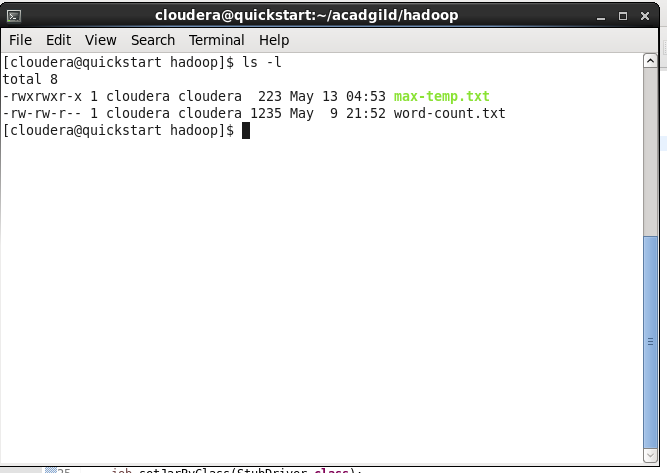 cloudera@quickstart:~/acadgild/hadoop
File Edit View Search Terminal Help
[cloudera@quickstart hadoop]$ ls -l
total 8
-rwxrwxr-x 1 cloudera cloudera  223 May 13 04:53 max-temp.txt
-rw-rw-r-- 1 cloudera cloudera 1235 May  9 21:52 word-count.txt
[cloudera@quickstart hadoop]$
25 job.setJarByClass(StubDriver.class);